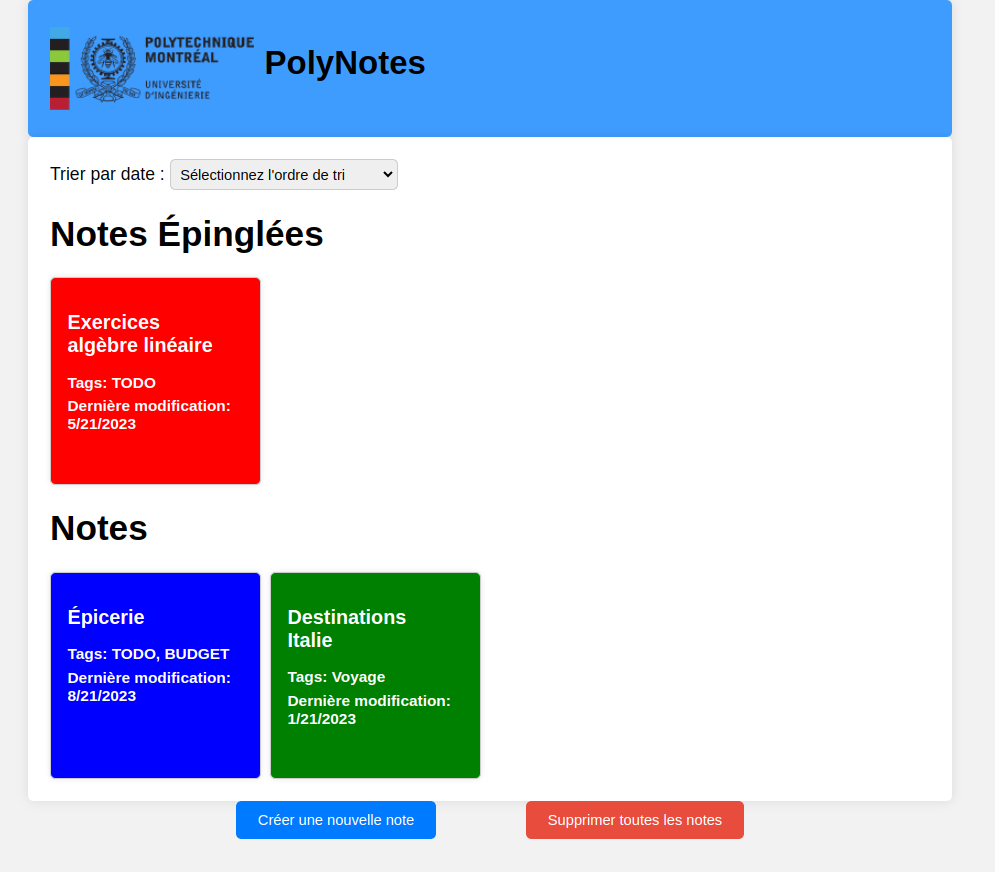 POLYTECHNIQUE
MONTRÉAL
UNIVERSITÉ
D'INGÉNIERIE
PolyNotes
Trier par date : Sélectionnez l'ordre de tri
Notes Épinglées
Exercices
algèbre linéaire
Tags: TODO
Dernière modification:
5/21/2023
Notes
Épicerie
Tags: TODO, BUDGET
Dernière modification:
8/21/2023
Destinations
Italie
Tags: Voyage
Dernière modification:
1/21/2023
Créer une nouvelle note
Supprimer toutes les notes